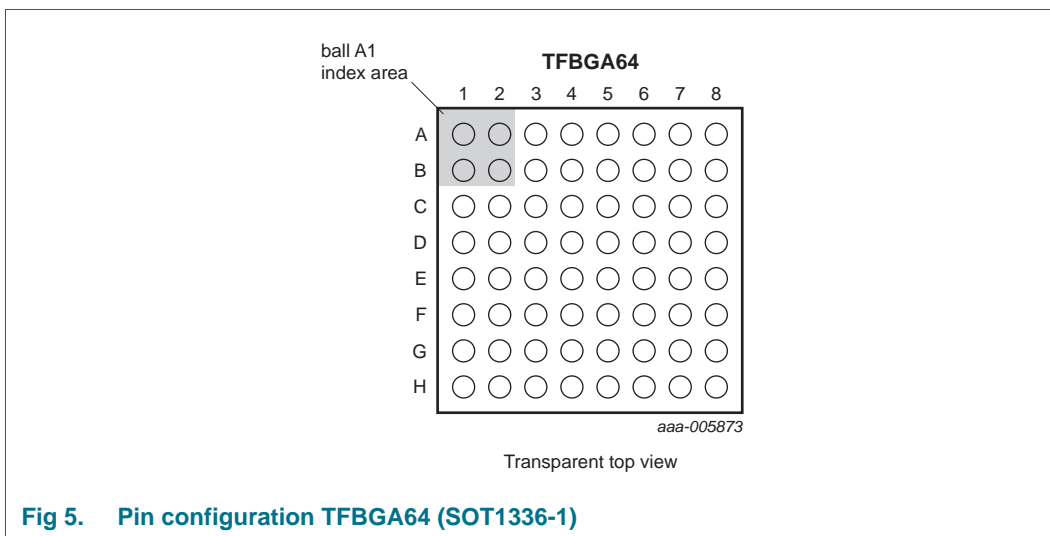 ball A1
index area
TFBGA64
1 2 3 4 5 6 7 8
A
B
C
D
E
F
G
H
aaa-005873
Transparent top view
Fig 5. Pin configuration TFBGA64 (SOT1336-1)